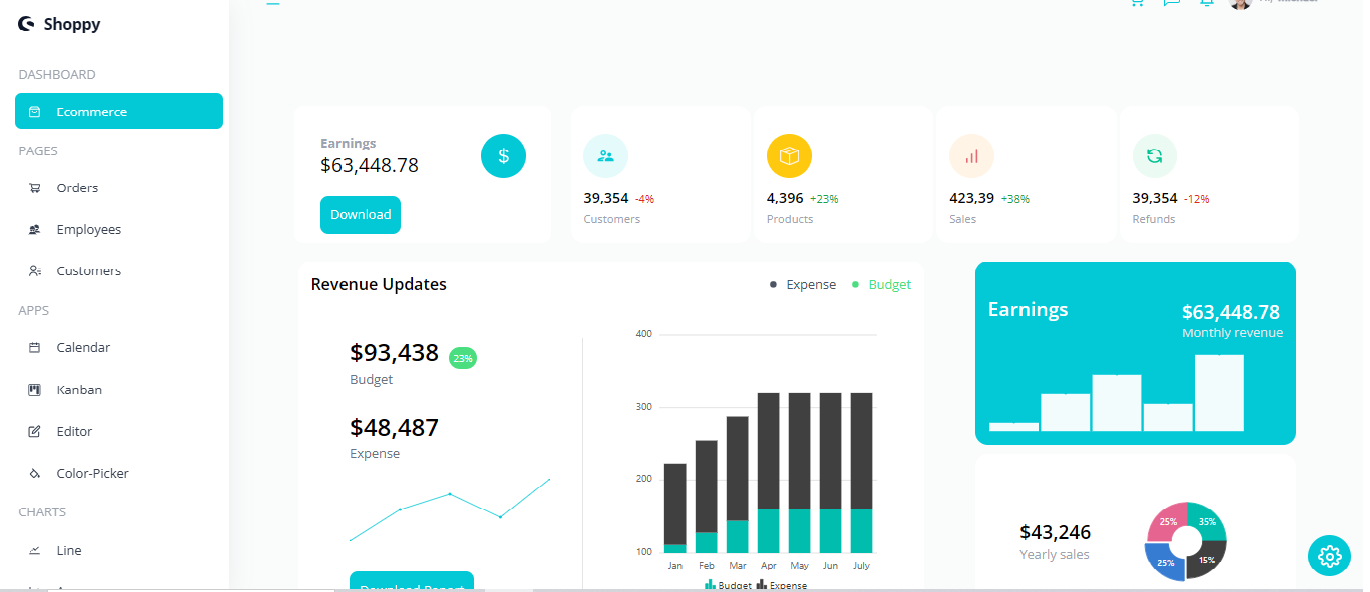 Shoppy
DASHBOARD
Ecommerce
PAGES
Orders
Employees
Customers
APPS
Calendar
Kanban
Editor
Color-Picker
CHARTS
Line
Earnings
$63,448.78
$
Download
39,354 -4%
Customers
4,396 +23%
Products
423,39 +38%
Sales
39,354 -12%
Refunds
Revenue Updates
Expense
Budget
$93,438 23%
Budget
$48,487
Expense
Download Report
400
300
200
100
Jan Feb Mar Apr May Jun July
Budget Expense
Earnings
$63,448.78
Monthly revenue
$43,246
Yearly sales
25% 35%
25% 15%